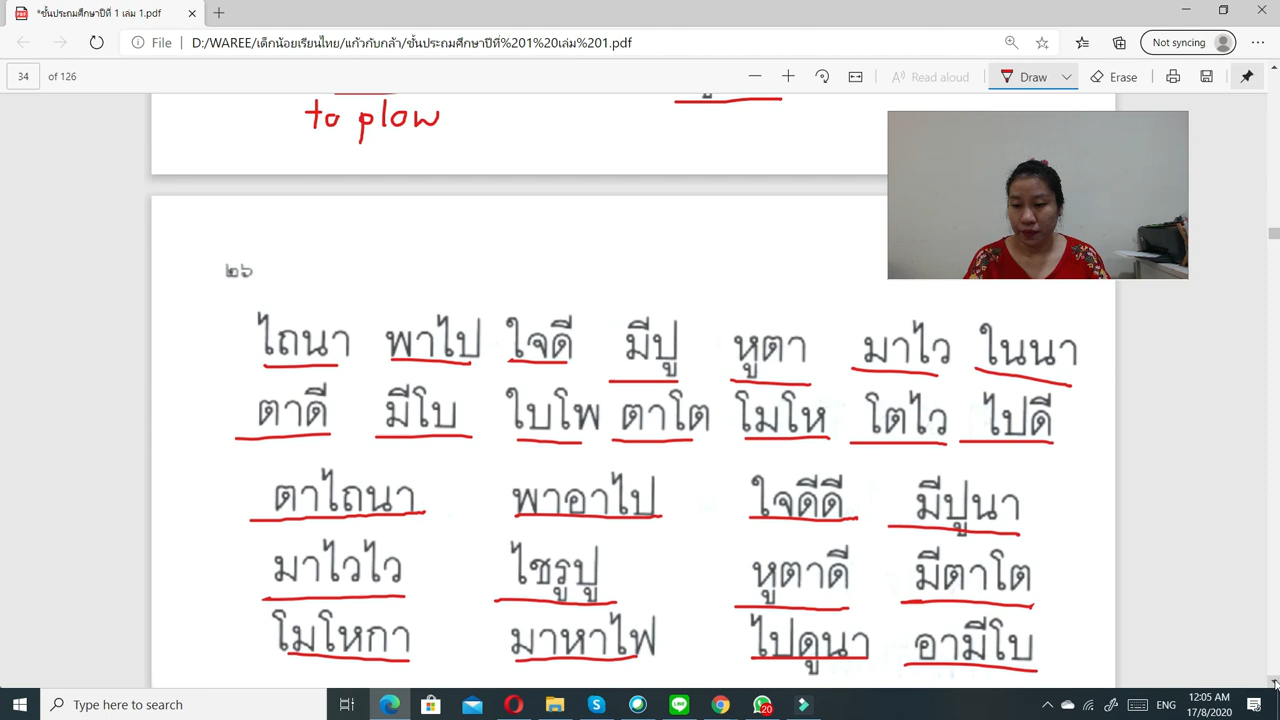 *ชั้นประถมศึกษาปีที่ 1 เล่ม 1.pdf
File D:/WAREE/เด็กน้อยเรียนไทย/แก้วกับกล้า/ชั้นประถมศึกษาปีที่%201%20เล่ม%201.pdf Not syncing
34 of 126 Read aloud Draw Erase
to plow
๒๖
ไถนา พาไป ใจดี มีปู หูตา มาไว ในนา
ตาดี มีโบ ใบโพ ตาโต โมโห โตไว ไปดี
ตาไถนา พาอาไป ใจดีดี มีปูนา
มาไวไว ไชรูปู หูตาดี มีตาโต
โมโหกา มาหาไฟ ไปดูนา อามีโบ
Type here to search 20 ENG 12:05 AM
17/8/2020